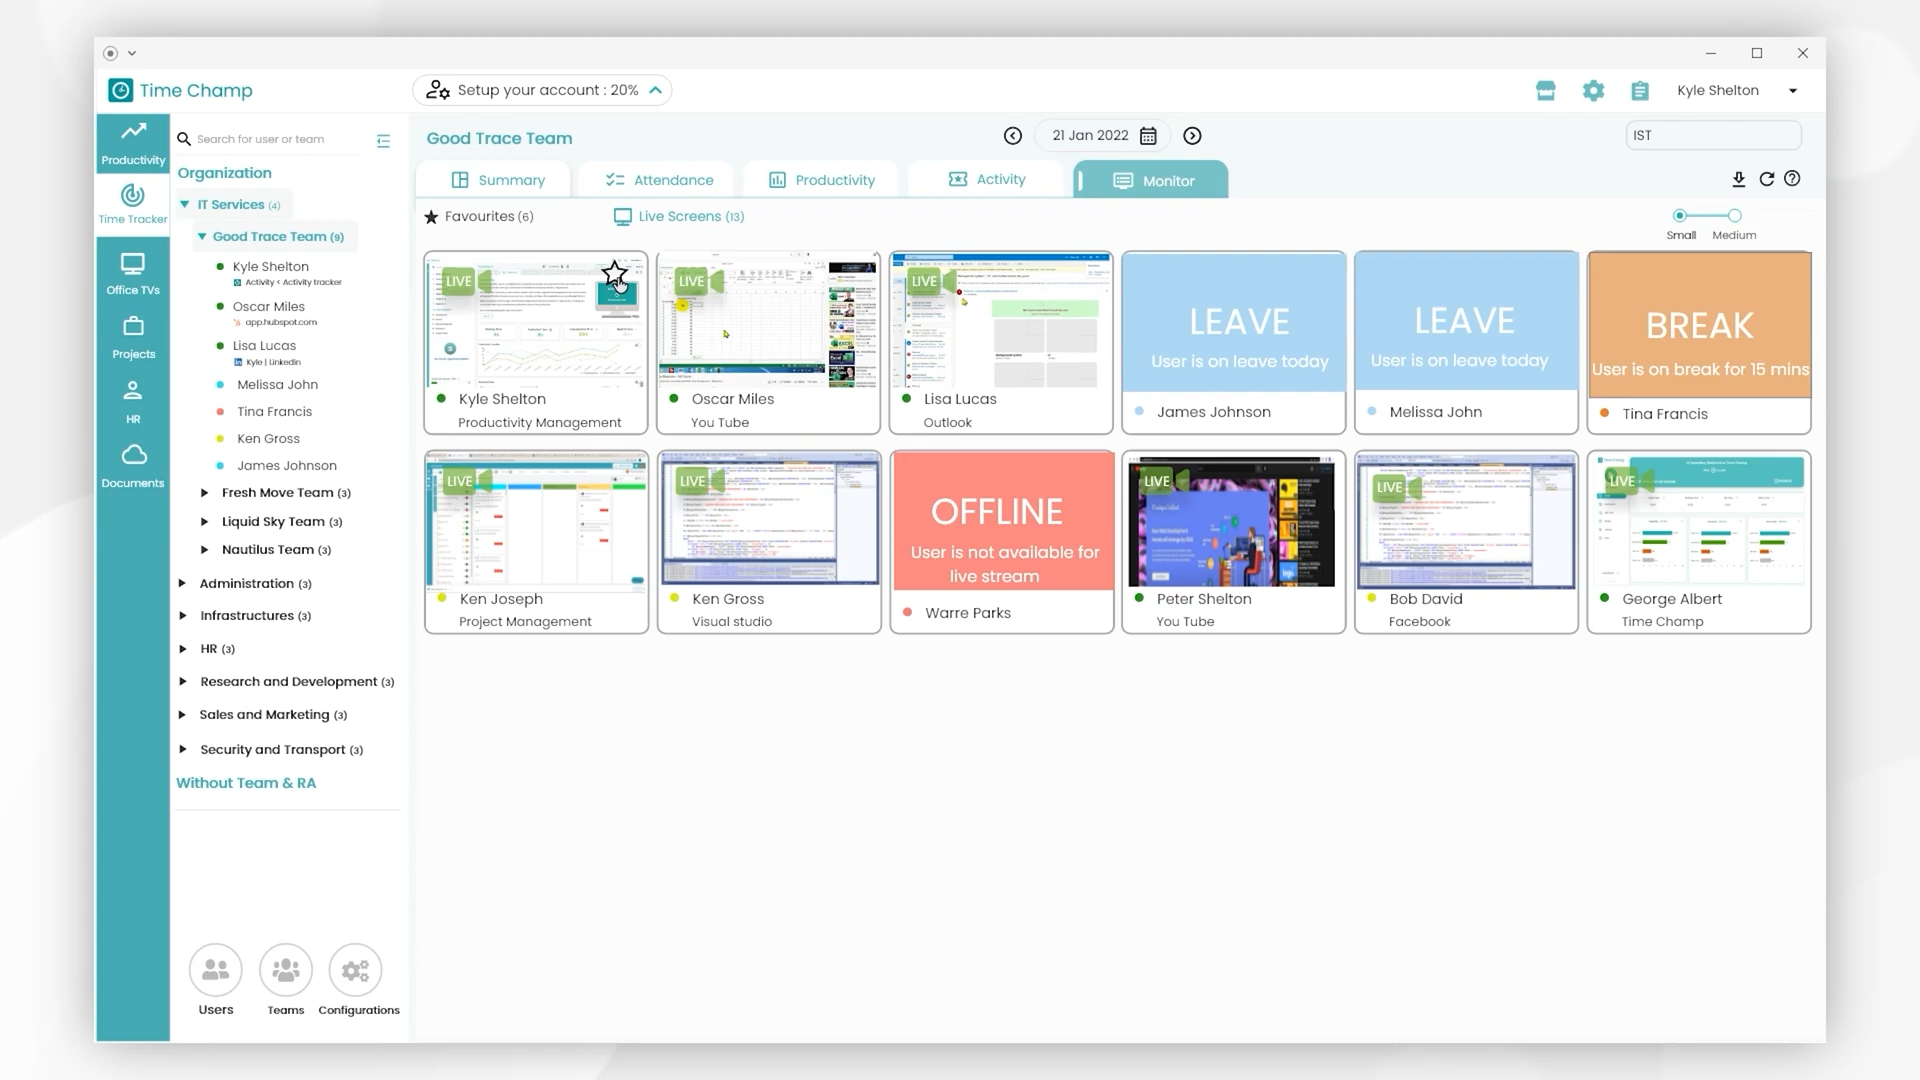 Time Champ
Setup your account : 20%
Kyle Shelton
Productivity
Time Tracker
Office TVs
Projects
HR
Documents
Search for user or team
Organization
IT Services (4)
Good Trace Team (9)
Kyle Shelton
Activity < Activity tracker
Oscar Miles
app.hubspot.com
Lisa Lucas
Kyle | Linkedin
Melissa John
Tina Francis
Ken Gross
James Johnson
Fresh Move Team (3)
Liquid Sky Team (3)
Nautilus Team (3)
Administration (3)
Infrastructures (3)
HR (3)
Research and Development (3)
Sales and Marketing (3)
Security and Transport (3)
Without Team & RA
Users
Teams
Configurations
Good Trace Team
21 Jan 2022
IST
Summary
Attendance
Productivity
Activity
Monitor
Favourites (6)
Live Screens (13)
Small
Medium
LIVE
Kyle Shelton
Productivity Management
LIVE
Oscar Miles
You Tube
LIVE
Lisa Lucas
Outlook
LEAVE
User is on leave today
James Johnson
LEAVE
User is on leave today
Melissa John
BREAK
User is on break for 15 mins
Tina Francis
LIVE
Ken Joseph
Project Management
LIVE
Ken Gross
Visual studio
OFFLINE
User is not available for
live stream
Warre Parks
LIVE
Peter Shelton
You Tube
LIVE
Bob David
Facebook
LIVE
George Albert
Time Champ